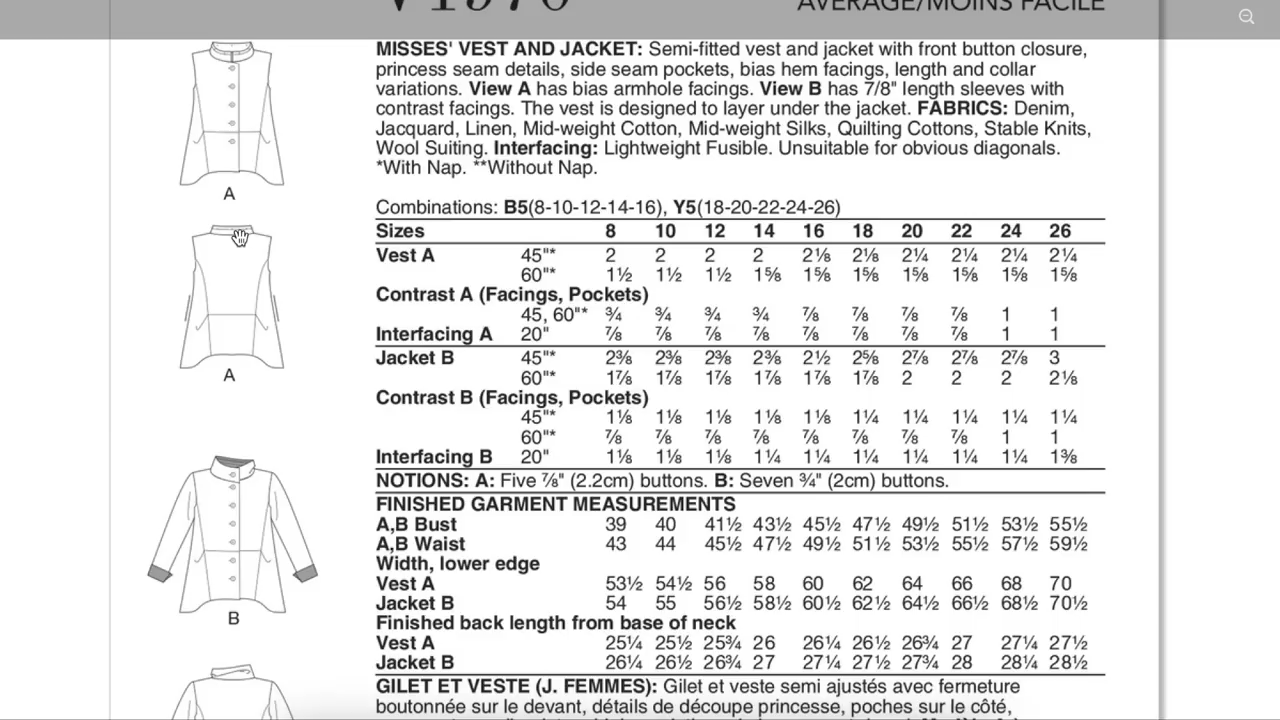 AVERAGE/MOINS FACILE
MISSES' VEST AND JACKET: Semi-fitted vest and jacket with front button closure,
princess seam details, side seam pockets, bias hem facings, length and collar
variations. View A has bias armhole facings. View B has 7/8" length sleeves with
contrast facings. The vest is designed to layer under the jacket. FABRICS: Denim,
Jacquard, Linen, Mid-weight Cotton, Mid-weight Silks, Quilting Cottons, Stable Knits,
Wool Suiting. Interfacing: Lightweight Fusible. Unsuitable for obvious diagonals.
*With Nap. **Without Nap.
Combinations: B5(8-10-12-14-16), Y5(18-20-22-24-26)
Sizes 8 10 12 14 16 18 20 22 24 26
Vest A 45"* 2 2 2 2 2⅛ 2⅛ 2¼ 2¼ 2¼ 2¼
60"* 1½ 1½ 1½ 1⅝ 1⅝ 1⅝ 1⅝ 1⅝ 1⅝ 1⅝
Contrast A (Facings, Pockets)
45, 60"* ¾ ¾ ¾ ¾ ⅞ ⅞ ⅞ ⅞ 1 1
Interfacing A 20" ⅞ ⅞ ⅞ ⅞ ⅞ ⅞ ⅞ ⅞ 1 1
Jacket B 45"* 2⅜ 2⅜ 2⅜ 2⅜ 2½ 2⅝ 2⅞ 2⅞ 2⅞ 3
60"* 1⅞ 1⅞ 1⅞ 1⅞ 1⅞ 1⅞ 2 2 2 2⅛
Contrast B (Facings, Pockets)
45"* 1⅛ 1⅛ 1⅛ 1⅛ 1⅛ 1¼ 1¼ 1¼ 1¼ 1¼
60"* ⅞ ⅞ ⅞ ⅞ ⅞ ⅞ ⅞ ⅞ 1 1
Interfacing B 20" 1⅛ 1⅛ 1⅛ 1¼ 1¼ 1¼ 1¼ 1¼ 1¼ 1⅜
NOTIONS: A: Five ⅞" (2.2cm) buttons. B: Seven ¾" (2cm) buttons.
FINISHED GARMENT MEASUREMENTS
A,B Bust 39 40 41½ 43½ 45½ 47½ 49½ 51½ 53½ 55½
A,B Waist 43 44 45½ 47½ 49½ 51½ 53½ 55½ 57½ 59½
Width, lower edge
Vest A 53½ 54½ 56 58 60 62 64 66 68 70
Jacket B 54 55 56½ 58½ 60½ 62½ 64½ 66½ 68½ 70½
Finished back length from base of neck
Vest A 25¼ 25½ 25¾ 26 26¼ 26½ 26¾ 27 27¼ 27½
Jacket B 26¼ 26½ 26¾ 27 27¼ 27½ 27¾ 28 28¼ 28½
GILET ET VESTE (J. FEMMES): Gilet et veste semi ajustés avec fermeture
boutonnée sur le devant, détails de découpe princesse, poches sur le côté,
A
A
B